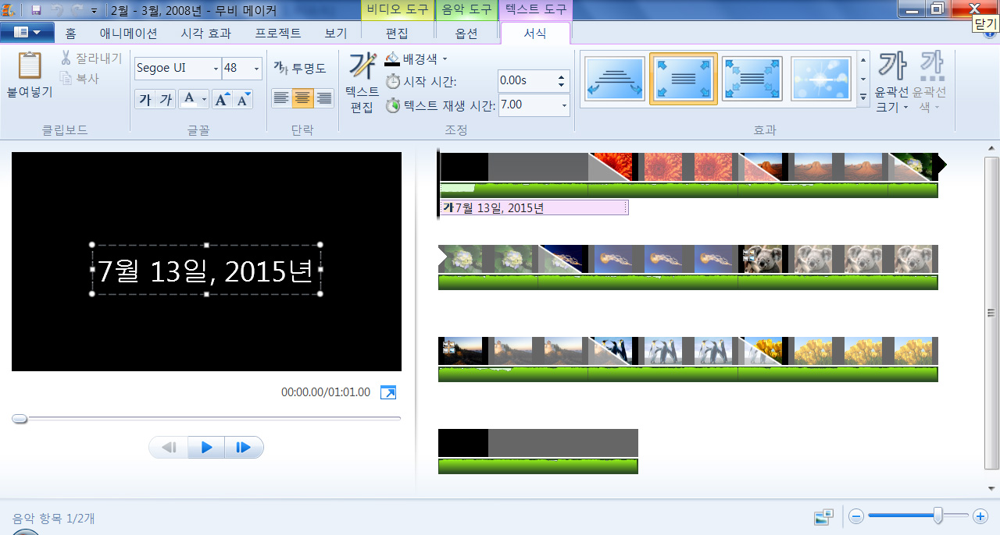 2월 - 3월, 2008년 - 무비 메이커
비디오 도구 음악 도구 텍스트 도구
닫기
홈 애니메이션 시각 효과 프로젝트 보기 편집 옵션 서식
붙여넣기
잘라내기
복사
클립보드
Segoe UI 48
가 가 A A A
글꼴
가 투명도
단락
가
텍스트
편집
배경색
시작 시간: 0.00s
텍스트 재생 시간: 7.00
조정
효과
가
윤곽선
크기
가
윤곽선
색
7월 13일, 2015년
00:00.00/01:01.00
가 7월 13일, 2015년
음악 항목 1/2개